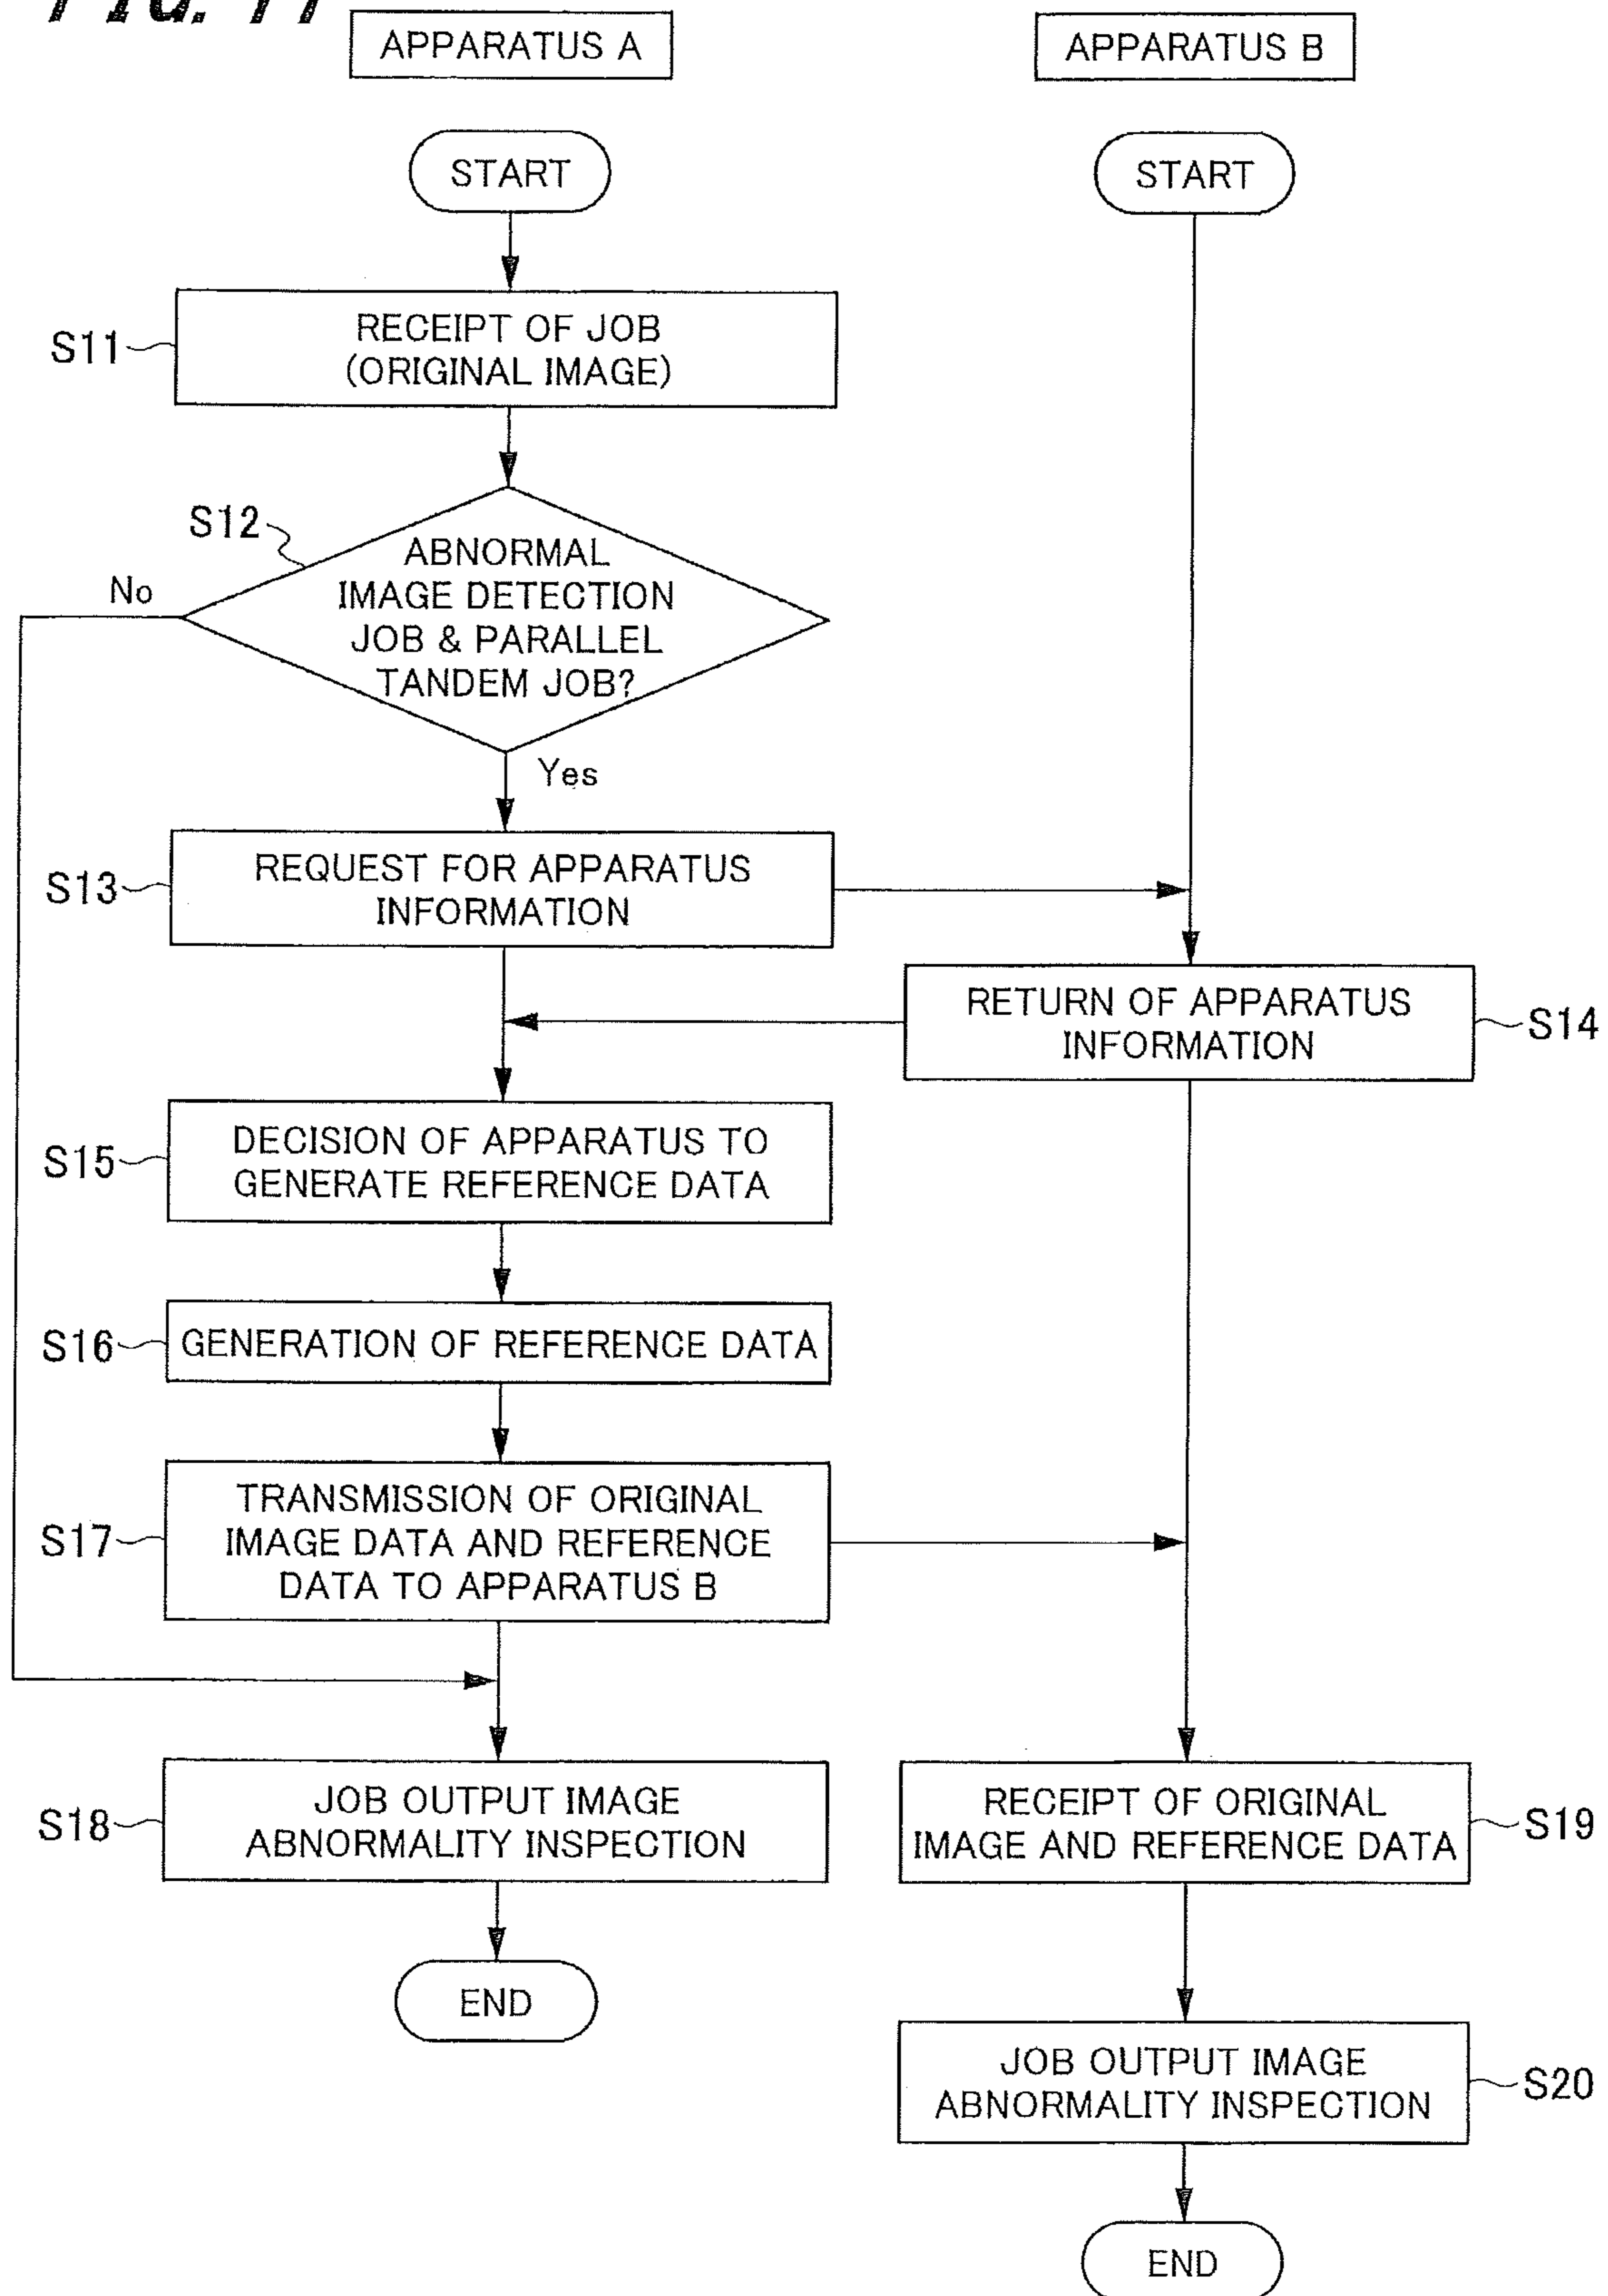 FIG. 11
APPARATUS A
APPARATUS B
START
START
S11
RECEIPT OF JOB
(ORIGINAL IMAGE)
S12
ABNORMAL
IMAGE DETECTION
JOB & PARALLEL
TANDEM JOB?
No
Yes
S13
REQUEST FOR APPARATUS
INFORMATION
RETURN OF APPARATUS
INFORMATION
S14
S15
DECISION OF APPARATUS TO
GENERATE REFERENCE DATA
S16
GENERATION OF REFERENCE DATA
S17
TRANSMISSION OF ORIGINAL
IMAGE DATA AND REFERENCE
DATA TO APPARATUS B
S18
JOB OUTPUT IMAGE
ABNORMALITY INSPECTION
RECEIPT OF ORIGINAL
IMAGE AND REFERENCE DATA
S19
END
JOB OUTPUT IMAGE
ABNORMALITY INSPECTION
S20
END